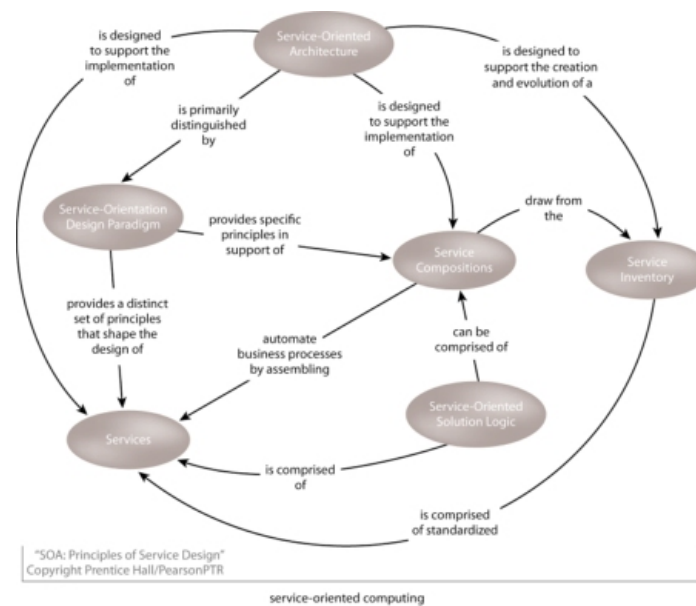 Service-Oriented
Architecture
is designed
to support the
implementation
of
is primarily
distinguished
by
is designed
to support the
implementation
of
is designed to
support the creation
and evolution of a
Service-Orientation
Design Paradigm
provides specific
principles in
support of
draw from
the
Service
Compositions
Service
Inventory
provides a distinct
set of principles
that shape the
design of
automate
business processes
by assembling
can be
comprised of
Service-Oriented
Solution Logic
Services
is comprised
of
is comprised
of standardized
"SOA: Principles of Service Design"
Copyright Prentice Hall/PearsonPTR
service-oriented computing